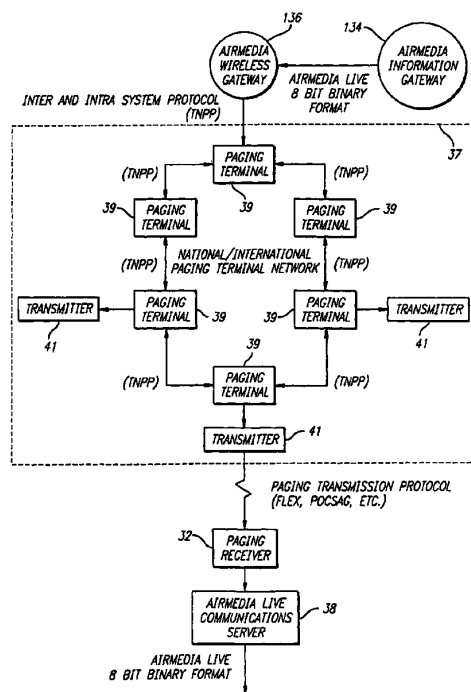 136
134
AIRMEDIA
WIRELESS
GATEWAY
AIRMEDIA
INFORMATION
GATEWAY
AIRMEDIA LIVE
8 BIT BINARY
FORMAT
INTER AND INTRA SYSTEM PROTOCOL
(TNPP)
37
PAGING
TERMINAL
39
(TNPP)
(TNPP)
39
PAGING
TERMINAL
PAGING
TERMINAL
39
(TNPP)
NATIONAL/INTERNATIONAL
PAGING TERMINAL NETWORK
(TNPP)
TRANSMITTER
41
PAGING
TERMINAL
39
39
PAGING
TERMINAL
TRANSMITTER
41
39
(TNPP)
PAGING
TERMINAL
(TNPP)
TRANSMITTER
41
PAGING TRANSMISSION PROTOCOL
(FLEX, POCSAG, ETC.)
32
PAGING
RECEIVER
AIRMEDIA LIVE
COMMUNICATIONS
SERVER
38
AIRMEDIA LIVE
8 BIT BINARY FORMAT